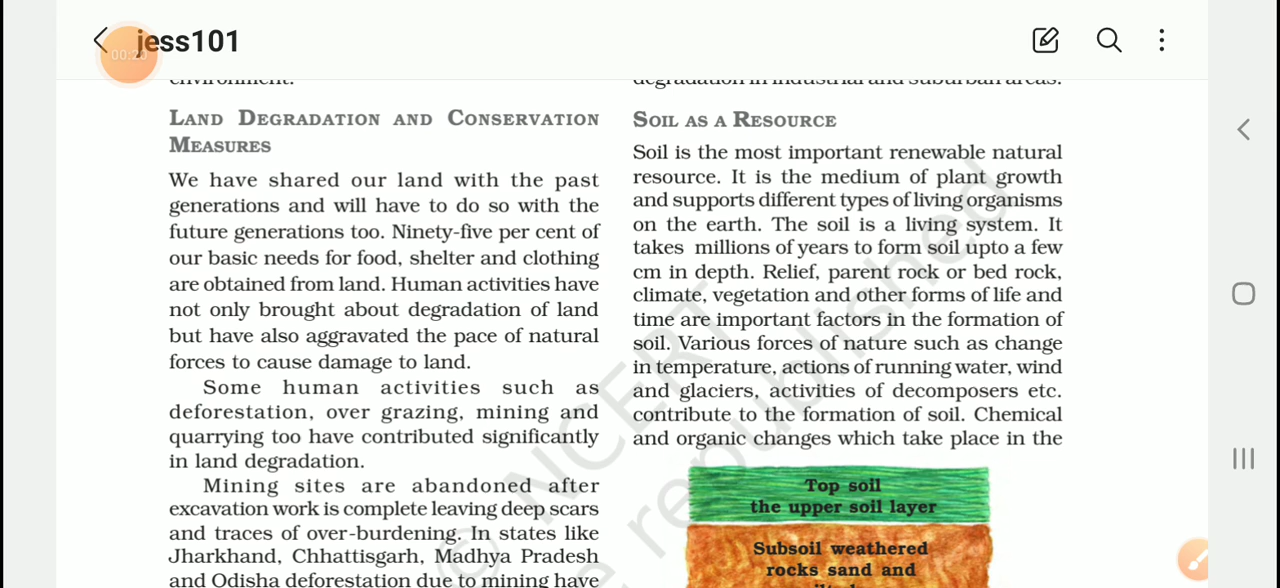 jess101
00:20
environment.
LAND DEGRADATION AND CONSERVATION
MEASURES
We have shared our land with the past
generations and will have to do so with the
future generations too. Ninety-five per cent of
our basic needs for food, shelter and clothing
are obtained from land. Human activities have
not only brought about degradation of land
but have also aggravated the pace of natural
forces to cause damage to land.
Some human activities such as
deforestation, over grazing, mining and
quarrying too have contributed significantly
in land degradation.
Mining sites are abandoned after
excavation work is complete leaving deep scars
and traces of over-burdening. In states like
Jharkhand, Chhattisgarh, Madhya Pradesh
and Odisha deforestation due to mining have
degradation in industrial and suburban areas.
SOIL AS A RESOURCE
Soil is the most important renewable natural
resource. It is the medium of plant growth
and supports different types of living organisms
on the earth. The soil is a living system. It
takes millions of years to form soil upto a few
cm in depth. Relief, parent rock or bed rock,
climate, vegetation and other forms of life and
time are important factors in the formation of
soil. Various forces of nature such as change
in temperature, actions of running water, wind
and glaciers, activities of decomposers etc.
contribute to the formation of soil. Chemical
and organic changes which take place in the
Top soil
the upper soil layer
Subsoil weathered
rocks sand and
© NCERT
republished